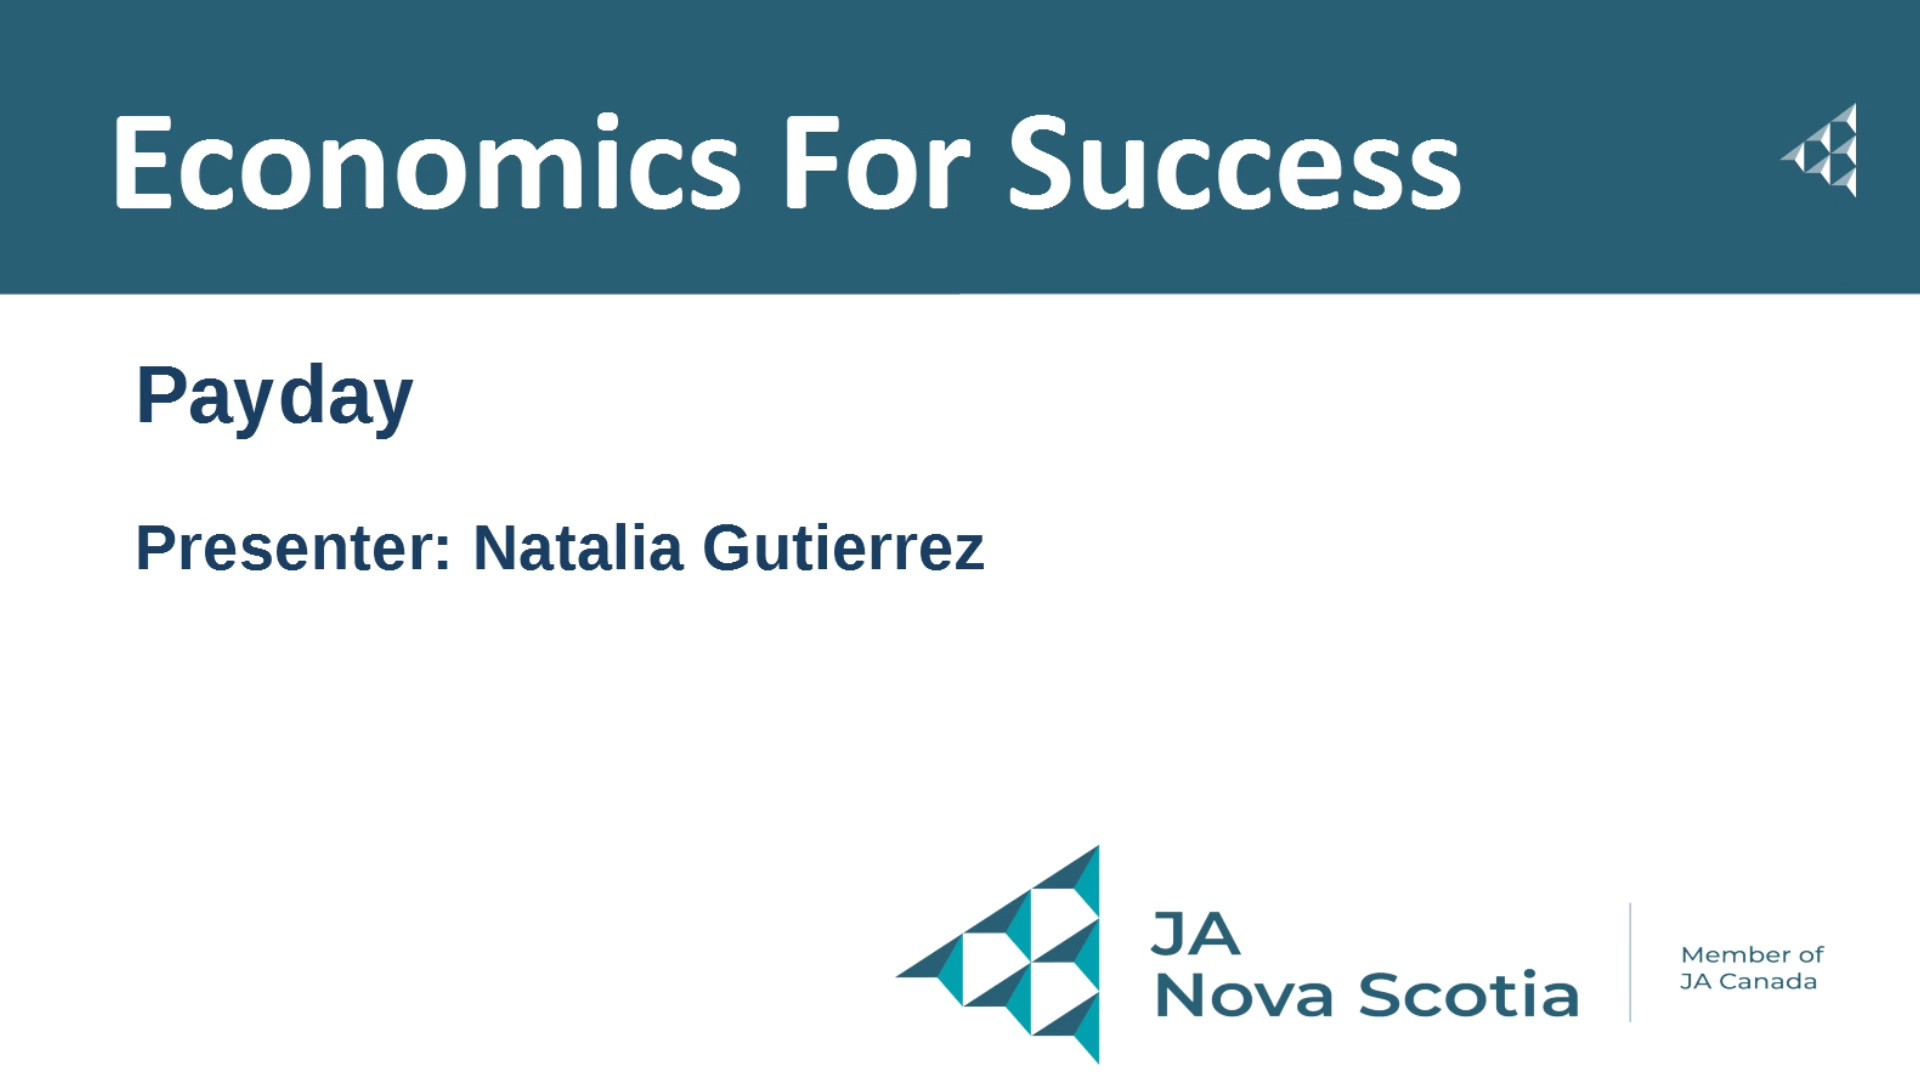 Economics For Success
Payday
Presenter: Natalia Gutierrez
JA
Nova Scotia
Member of
JA Canada